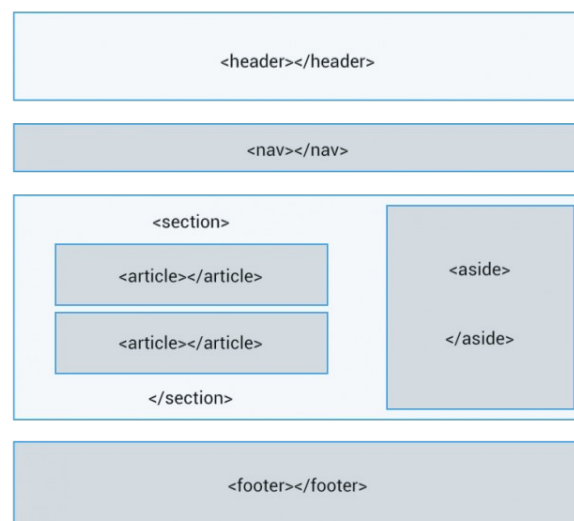 <header></header>
<nav></nav>
<section>
<article></article>
<article></article>
</section>
<aside>
</aside>
<footer></footer>